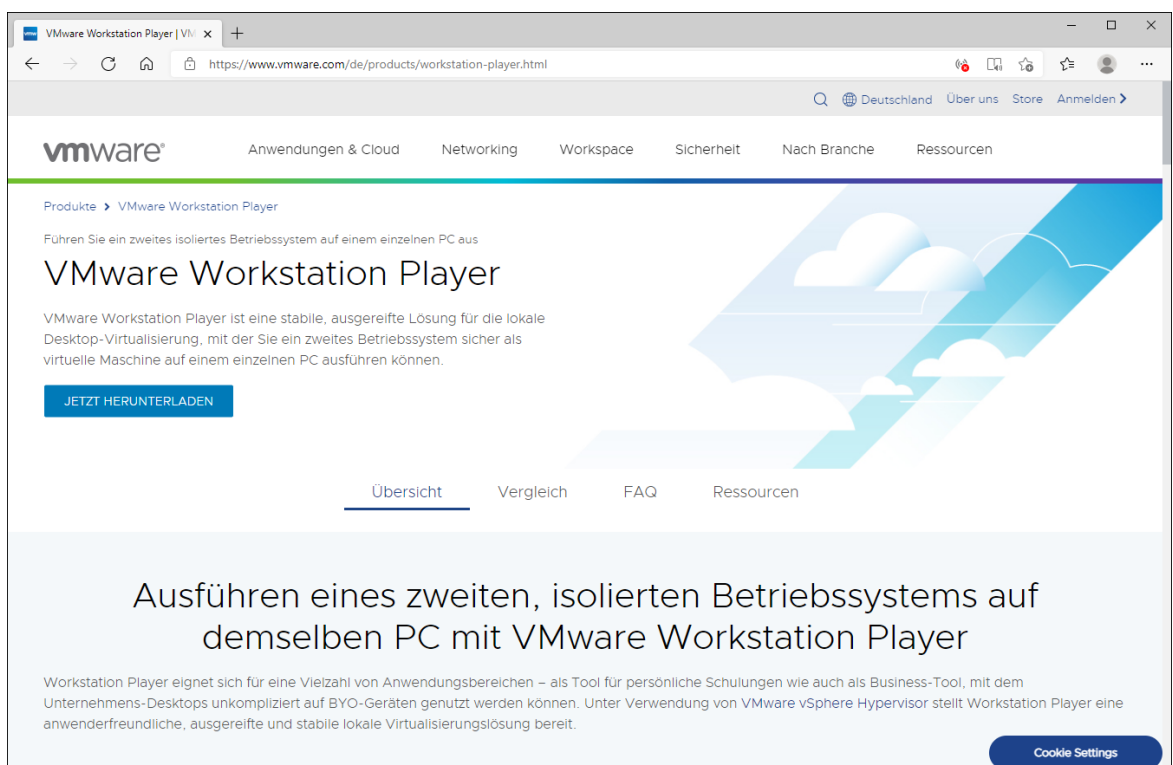 VMware Workstation Player | VM
https://www.vmware.com/de/products/workstation-player.html
Deutschland Über uns Store Anmelden
vmware®
Anwendungen & Cloud Networking Workspace Sicherheit Nach Branche Ressourcen
Produkte > VMware Workstation Player
Führen Sie ein zweites isoliertes Betriebssystem auf einem einzelnen PC aus
VMware Workstation Player
VMware Workstation Player ist eine stabile, ausgereifte Lösung für die lokale
Desktop-Virtualisierung, mit der Sie ein zweites Betriebssystem sicher als
virtuelle Maschine auf einem einzelnen PC ausführen können.
JETZT HERUNTERLADEN
Übersicht Vergleich FAQ Ressourcen
Ausführen eines zweiten, isolierten Betriebssystems auf
demselben PC mit VMware Workstation Player
Workstation Player eignet sich für eine Vielzahl von Anwendungsbereichen – als Tool für persönliche Schulungen wie auch als Business-Tool, mit dem
Unternehmens-Desktops unkompliziert auf BYO-Geräten genutzt werden können. Unter Verwendung von VMware vSphere Hypervisor stellt Workstation Player eine
anwenderfreundliche, ausgereifte und stabile lokale Virtualisierungslösung bereit.
Cookie Settings